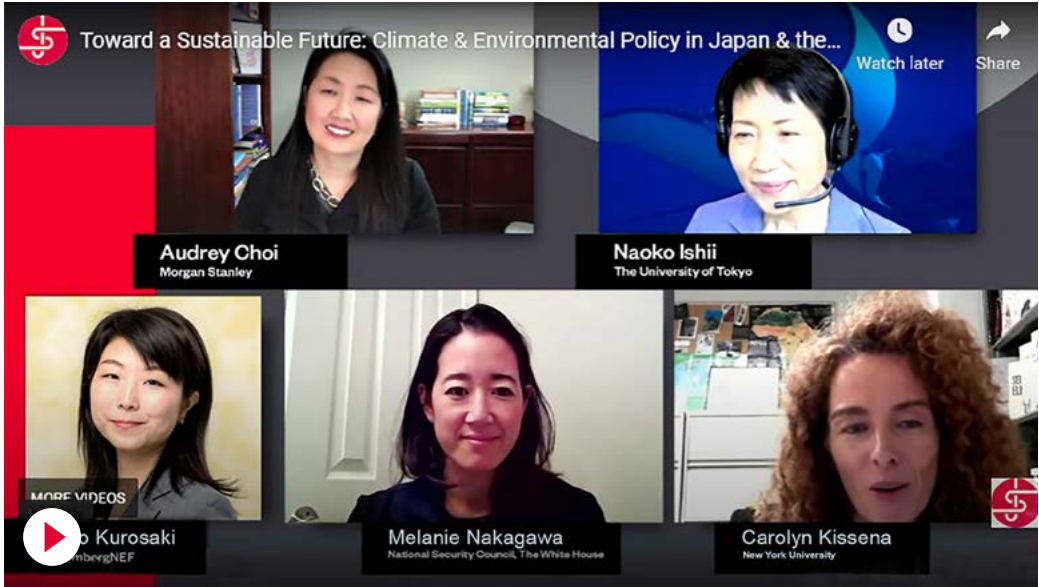 Toward a Sustainable Future: Climate & Environmental Policy in Japan & the...
Watch later
Share
Audrey Choi
Morgan Stanley
Naoko Ishii
The University of Tokyo
MORE VIDEOS
o Kurosaki
mbergNEF
Melanie Nakagawa
National Security Council, The White House
Carolyn Kissena
New York University